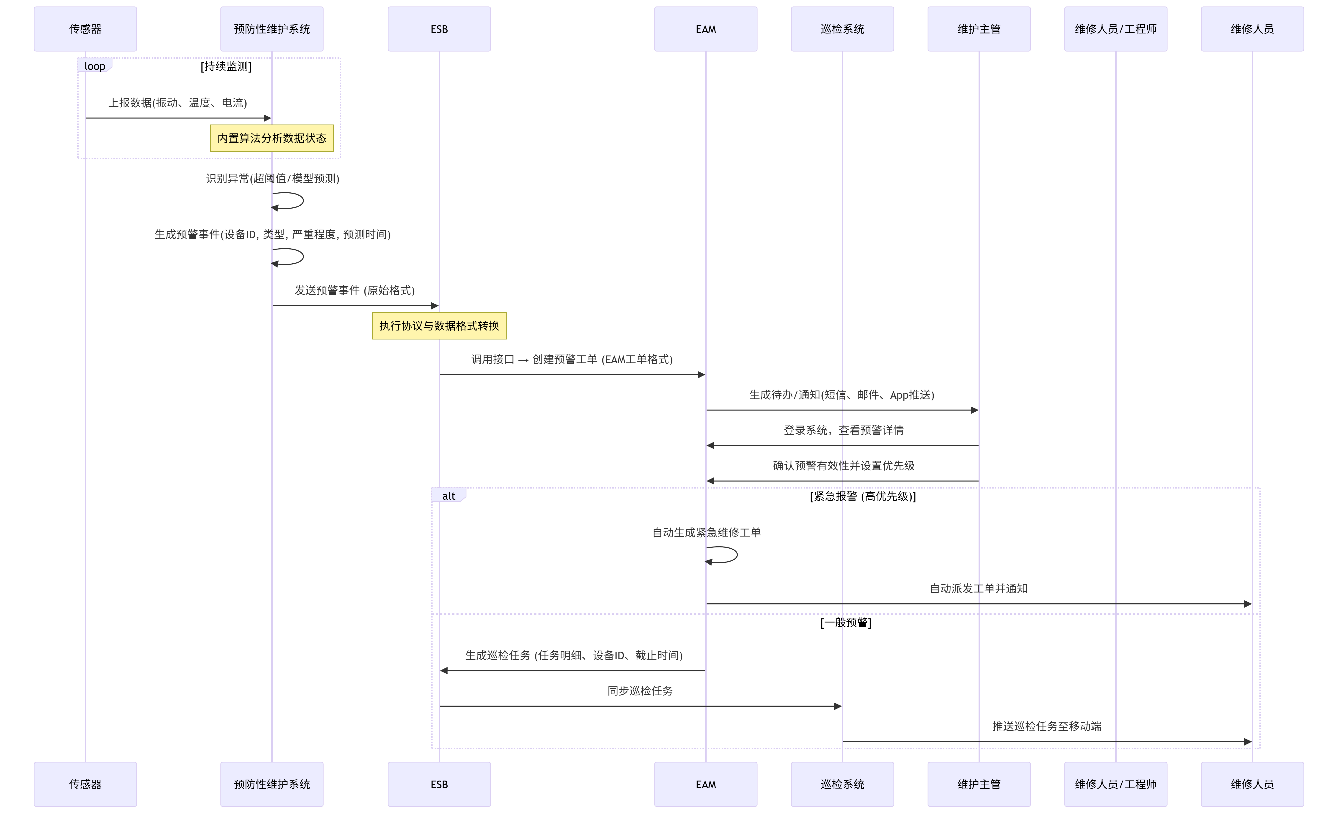 传感器
预防性维护系统
ESB
EAM
巡检系统
维护主管
维修人员/工程师
维修人员
loop
[持续监测]
上报数据(振动、温度、电流)
内置算法分析数据状态
识别异常(超阈值/模型预测)
生成预警事件(设备ID, 类型, 严重程度, 预测时间)
发送预警事件 (原始格式)
执行协议与数据格式转换
调用接口 → 创建预警工单 (EAM工单格式)
生成待办/通知(短信、邮件、App推送)
登录系统，查看预警详情
确认预警有效性并设置优先级
alt
[紧急报警 (高优先级)]
自动生成紧急维修工单
自动派发工单并通知
[一般预警]
生成巡检任务 (任务明细、设备ID、截止时间)
同步巡检任务
推送巡检任务至移动端
传感器
预防性维护系统
ESB
EAM
巡检系统
维护主管
维修人员/工程师
维修人员